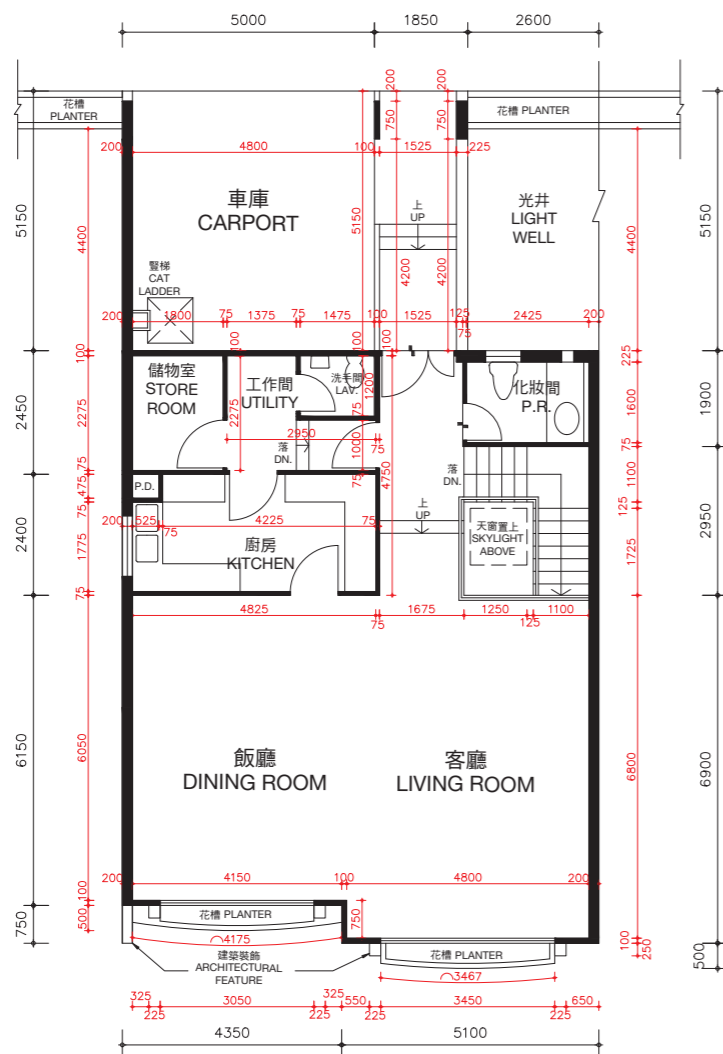 5000
1850
2600
花槽
PLANTER
花槽 PLANTER
200
200
750
750
200
4800
100
1525
225
5150
4400
車庫
CARPORT
5150
上
UP
光井
LIGHT
WELL
4400
5150
4200
4200
豎梯
CAT
LADDER
200
1800
75
1375
75
1475
100
1525
125
75
2425
200
100
100
100
225
儲物室
STORE
ROOM
工作間
UTILITY
洗手間
LAV.
1200
化妝間
P.R.
1600
1900
2450
2275
2275
75
2950
75
1000
落
DN.
75
4750
落
DN.
75
1100
75
475
P.D.
75
200
525
75
4225
75
上
UP
天窗置上
SKYLIGHT
ABOVE
125
2950
2400
1775
廚房
KITCHEN
1725
75
4825
75
1675
1250
125
1100
6150
6050
飯廳
DINING ROOM
客廳
LIVING ROOM
6800
6900
200
4150
100
4800
200
100
750
500
花槽 PLANTER
750
4175
建築裝飾
ARCHITECTURAL
FEATURE
花槽 PLANTER
3467
100
250
500
325
225
3050
225
325
550
225
3450
225
650
4350
5100